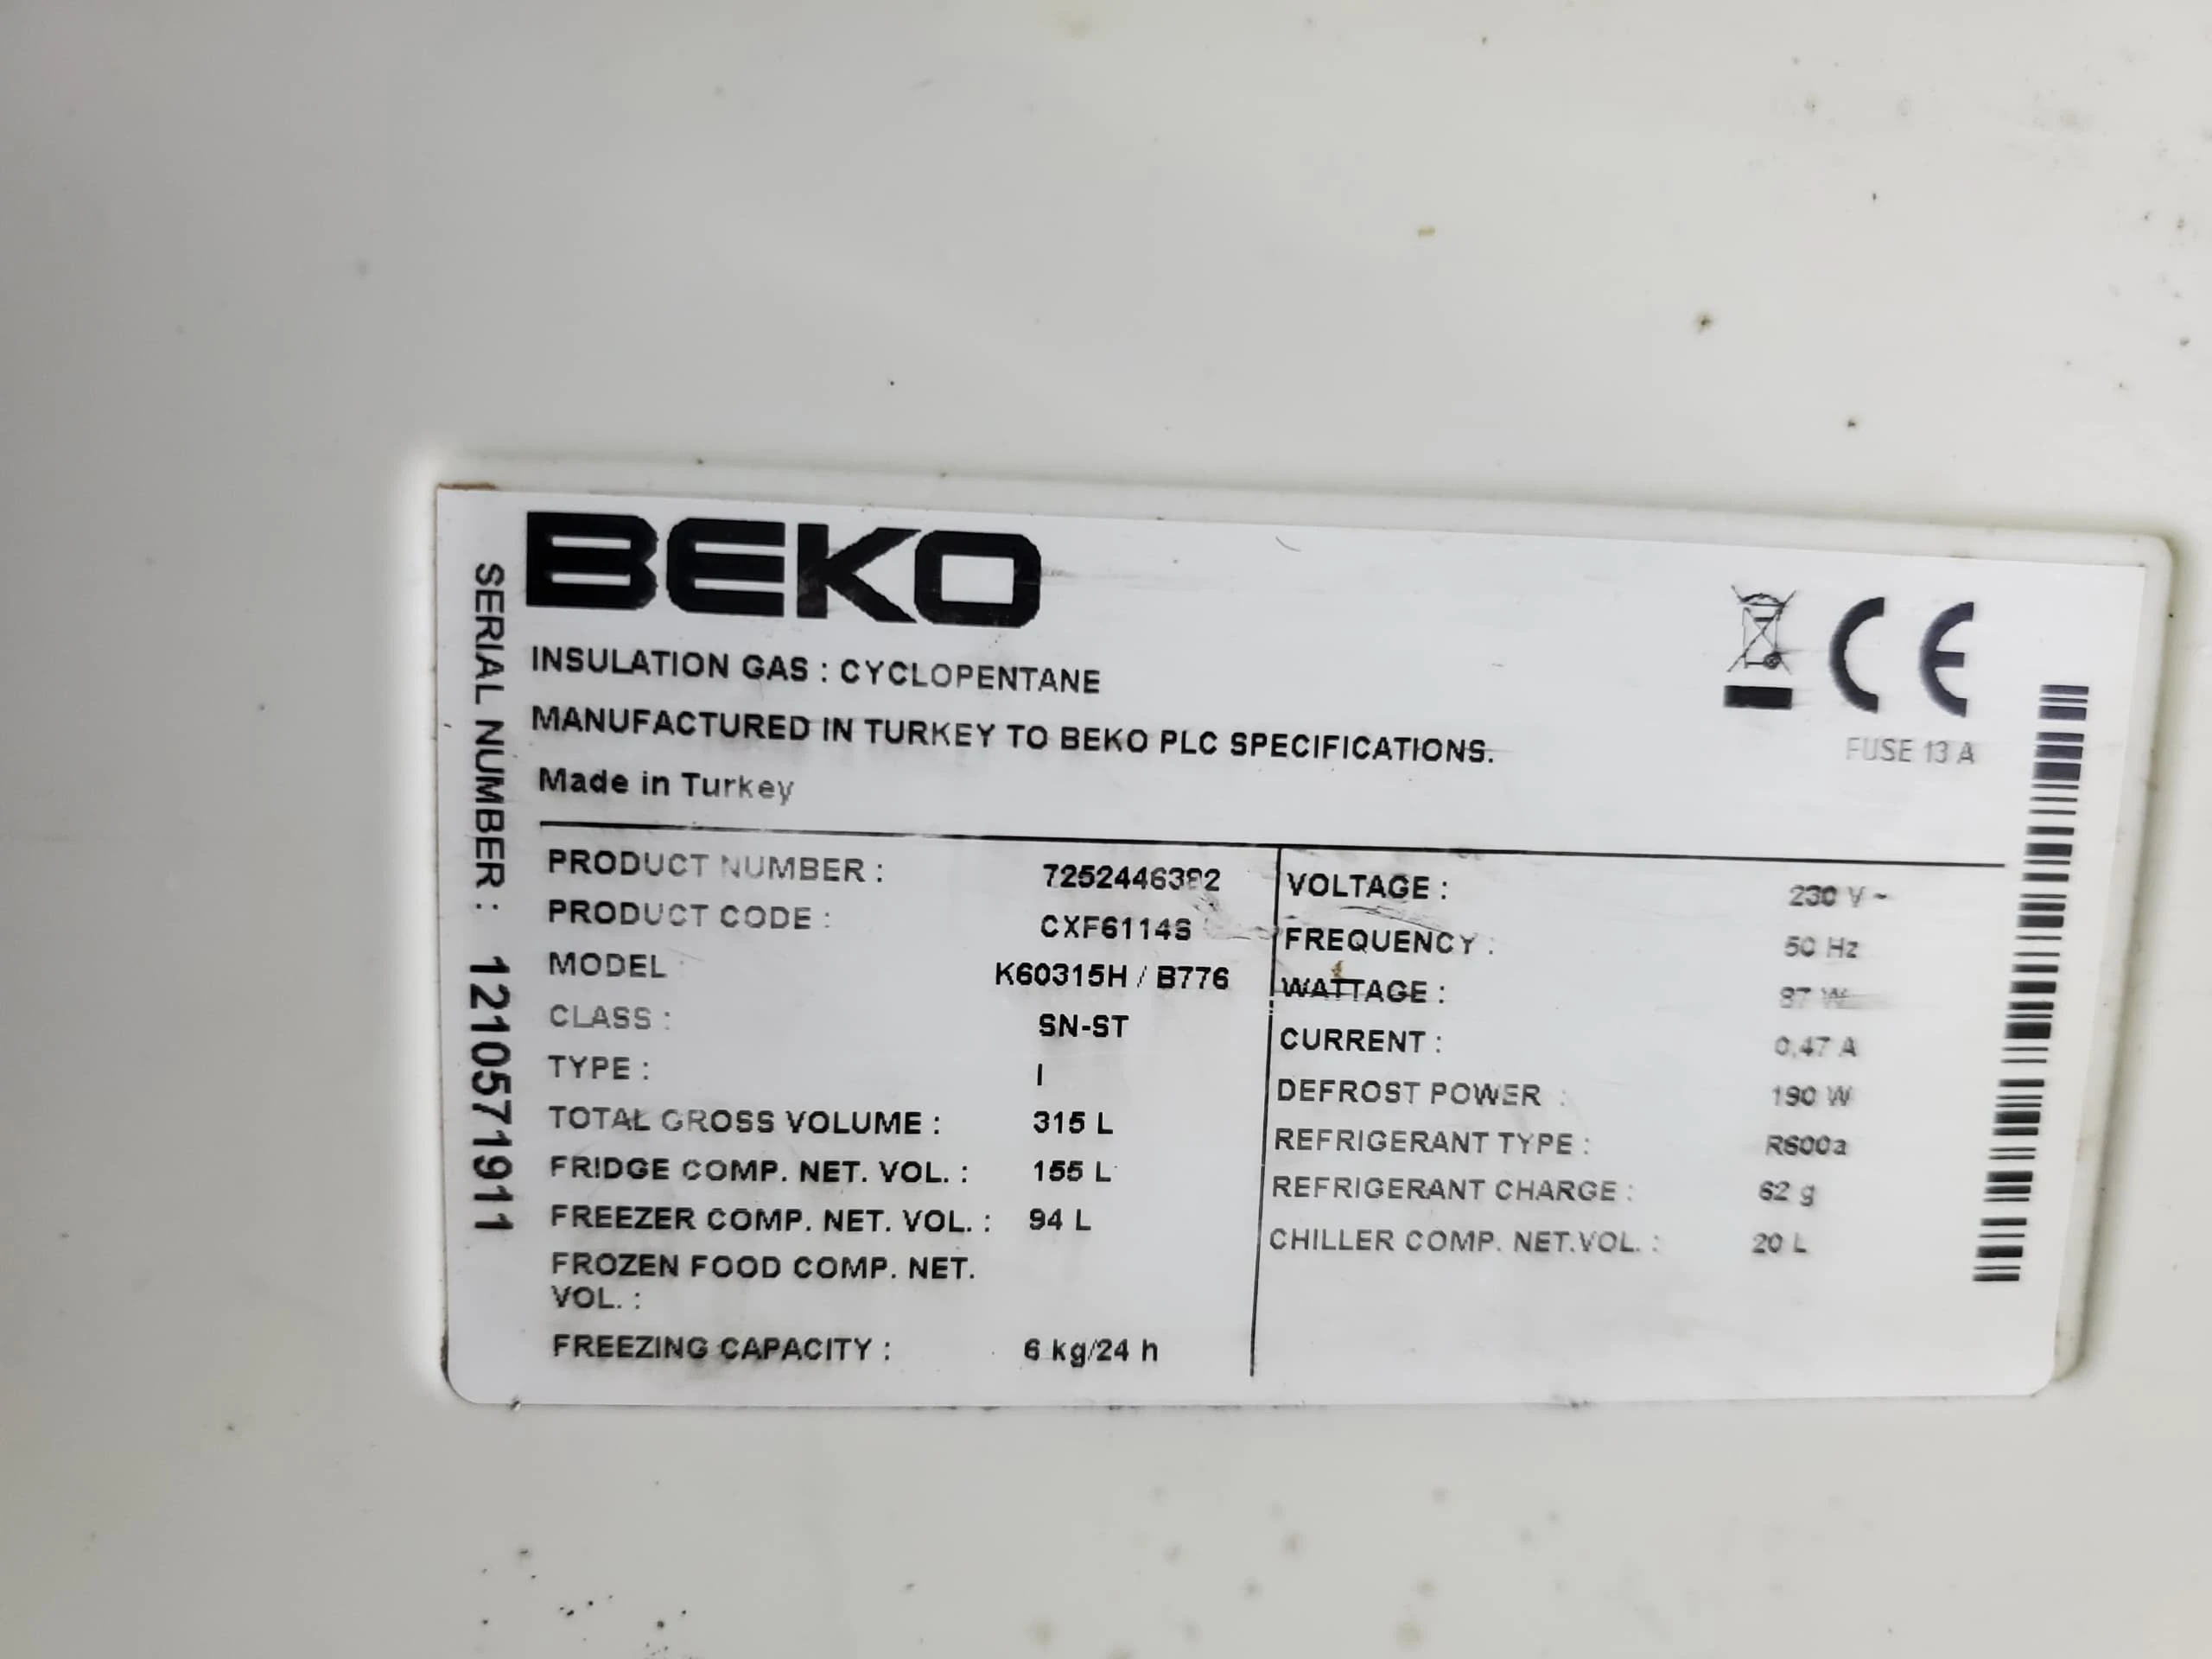 BEKO
INSULATION GAS : CYCLOPENTANE
MANUFACTURED IN TURKEY TO BEKO PLC SPECIFICATIONS.
Made in Turkey
CE
FUSE 13 A
SERIAL NUMBER : 1210571911
PRODUCT NUMBER :
PRODUCT CODE : CXF6114S
MODEL : K60315H / B776
CLASS : SN-ST
TYPE : I
TOTAL GROSS VOLUME : 315 L
FRIDGE COMP. NET. VOL. : 155 L
FREEZER COMP. NET. VOL. : 94 L
FROZEN FOOD COMP. NET.
VOL. :
FREEZING CAPACITY : 6 kg/24 h
VOLTAGE : 230 V ~
FREQUENCY : 50 Hz
WATTAGE :
CURRENT : 0,47 A
DEFROST POWER : 190 W
REFRIGERANT TYPE : R600a
REFRIGERANT CHARGE : 62 g
CHILLER COMP. NET.VOL. : 20 L